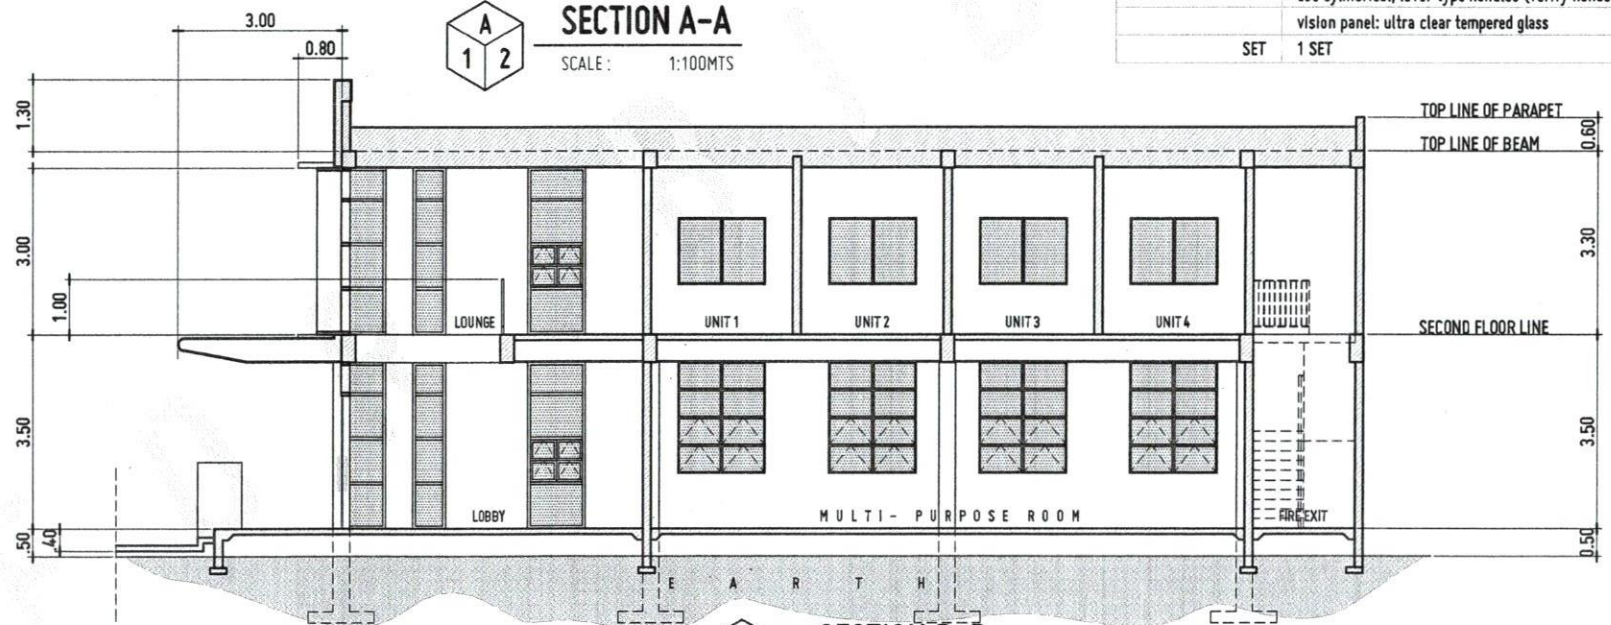 3.00
0.80
A
1 2
SECTION A-A
SCALE : 1:100MTS
vision panel: ultra clear tempered glass
SET 1 SET
1.30
TOP LINE OF PARAPET
0.60
TOP LINE OF BEAM
3.00
3.30
1.00
LOUNGE
UNIT 1
UNIT 2
UNIT 3
UNIT 4
SECOND FLOOR LINE
3.50
3.50
LOBBY
MULTI- PURPOSE ROOM
FIRE EXIT
.50
.40
0.50
EARTH